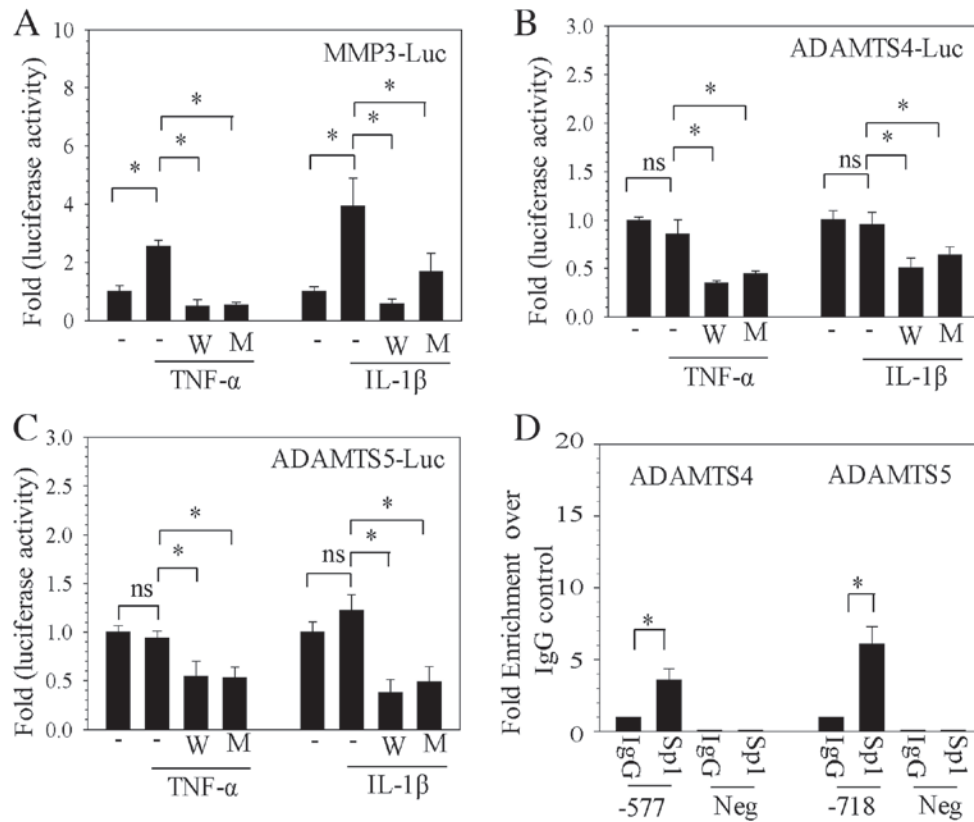 A
MMP3-Luc
Fold (luciferase activity)
10
8
6
4
2
0
*
*
*
*
*
*
- - W M - - W M
TNF-α IL-1β
B
ADAMTS4-Luc
Fold (luciferase activity)
3.0
2.5
2.0
1.5
1.0
0.5
0.0
ns
*
*
ns
*
*
- - W M - - W M
TNF-α IL-1β
C
ADAMTS5-Luc
Fold (luciferase activity)
3.0
2.5
2.0
1.5
1.0
0.5
0.0
ns
*
*
ns
*
*
- - W M - - W M
TNF-α IL-1β
D
ADAMTS4 ADAMTS5
Fold Enrichment over
IgG control
20
15
10
5
0
*
*
IgG Sp1 IgG Sp1 IgG Sp1 IgG Sp1
-577 Neg -718 Neg